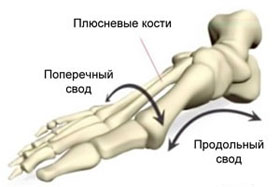 Плюсневые кости
Поперечный
свод
Продольный
свод